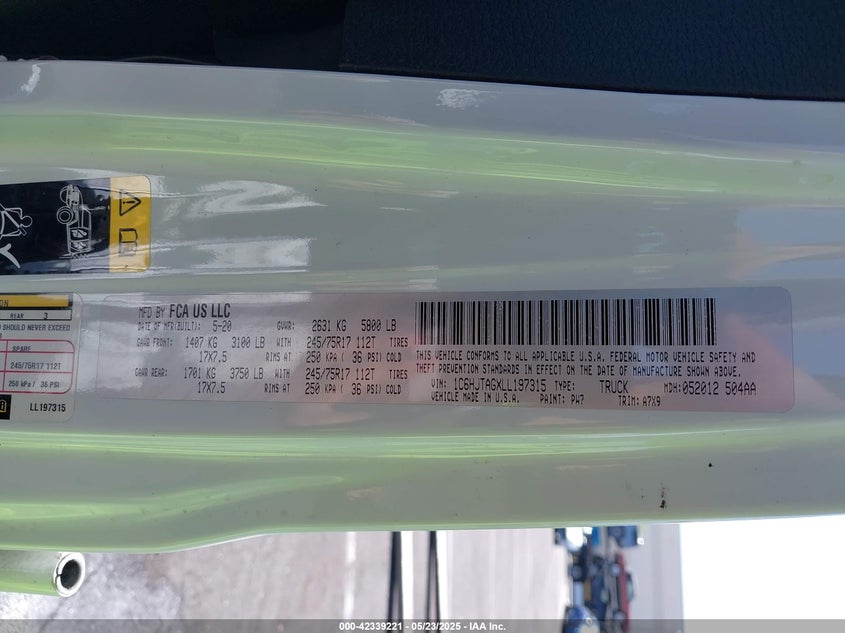 ON
REAR 3
D SHOULD NEVER EXCEED
SPARE
245/75R17 112T
250 kPa / 36 PSI
LL197315
MFD BY FCA US LLC
DATE OF MFR(BUILT): 5-20 GVWR: 2631 KG 5800 LB
GAWR FRONT: 1407 KG 3100 LB WITH 245/75R17 112T TIRES
17X7.5 RIMS AT 250 KPA ( 36 PSI) COLD
GAWR REAR: 1701 KG 3750 LB WITH 245/75R17 112T TIRES
17X7.5 RIMS AT 250 KPA ( 36 PSI) COLD
THIS VEHICLE CONFORMS TO ALL APPLICABLE U.S.A. FEDERAL MOTOR VEHICLE SAFETY AND
THEFT PREVENTION STANDARDS IN EFFECT ON THE DATE OF MANUFACTURE SHOWN ABOVE.
VIN: 1C6HJTAGXLL197315 TYPE: TRUCK MDH: 052012 504AA
VEHICLE MADE IN U.S.A. PAINT: PW7 TRIM: A7X9
000-42339221 - 05/23/2025 - IAA Inc.